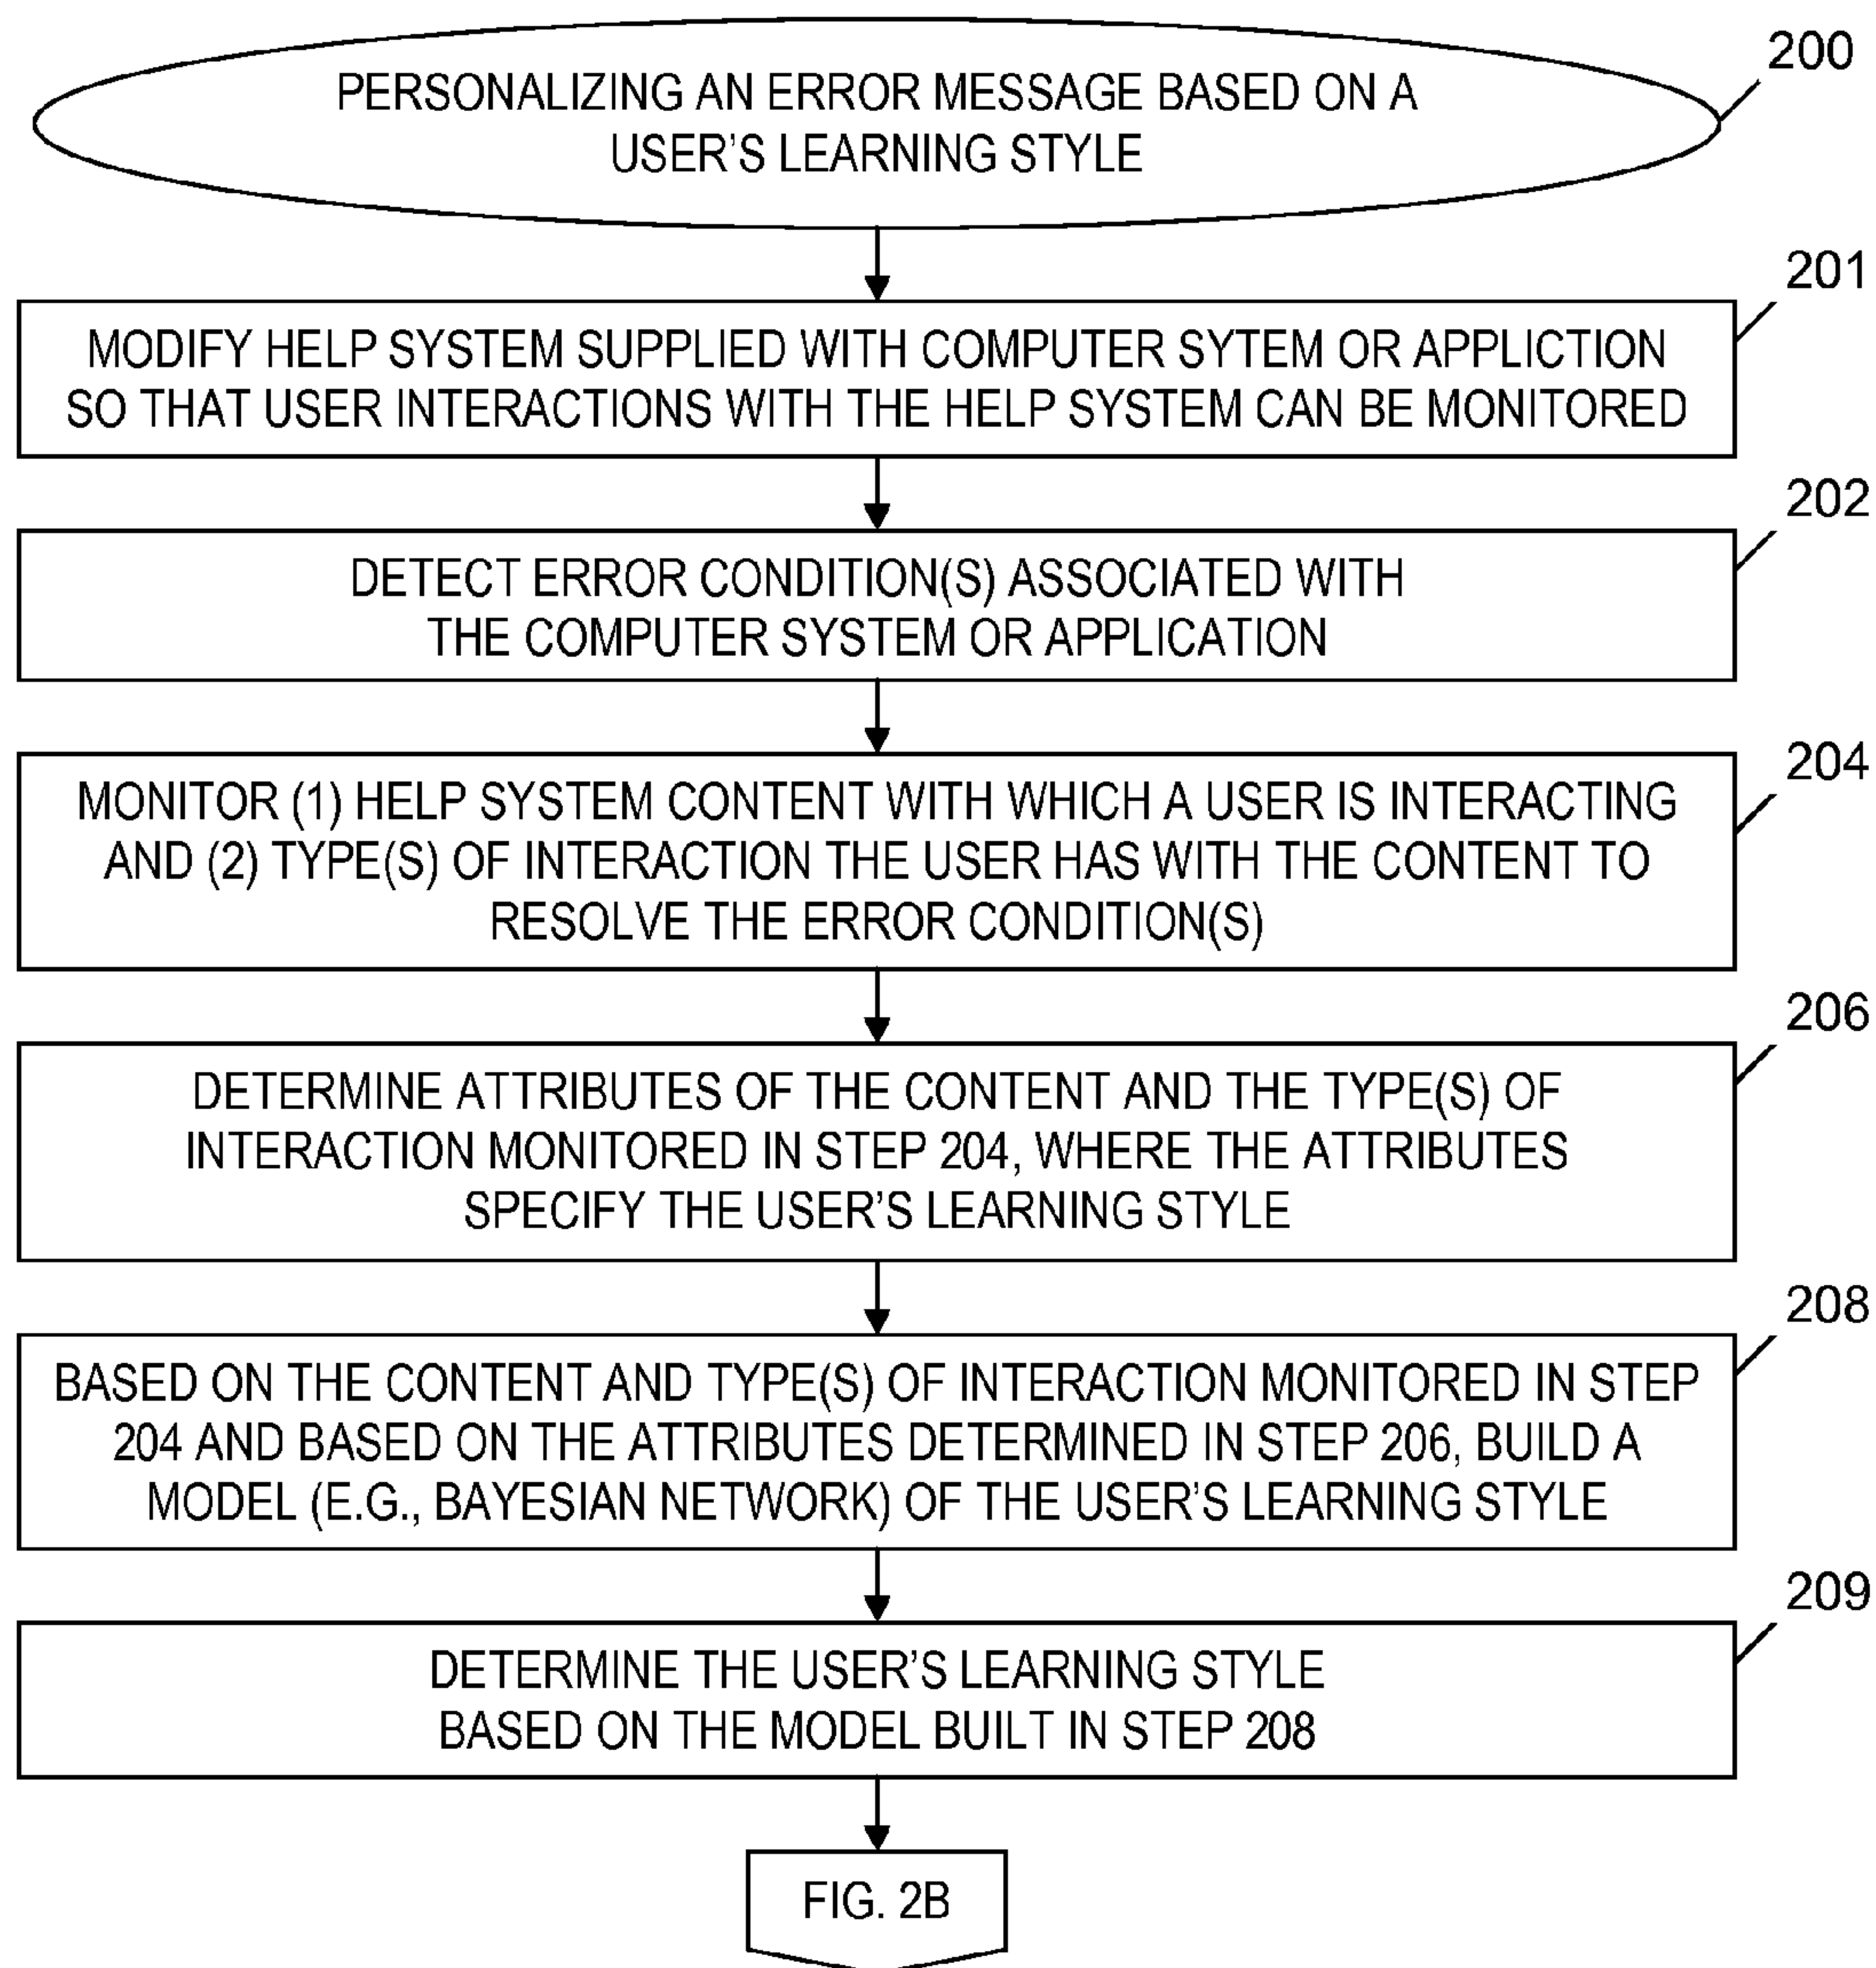 200
PERSONALIZING AN ERROR MESSAGE BASED ON A
USER'S LEARNING STYLE
201
MODIFY HELP SYSTEM SUPPLIED WITH COMPUTER SYTEM OR APPLICTION
SO THAT USER INTERACTIONS WITH THE HELP SYSTEM CAN BE MONITORED
202
DETECT ERROR CONDITION(S) ASSOCIATED WITH
THE COMPUTER SYSTEM OR APPLICATION
204
MONITOR (1) HELP SYSTEM CONTENT WITH WHICH A USER IS INTERACTING
AND (2) TYPE(S) OF INTERACTION THE USER HAS WITH THE CONTENT TO
RESOLVE THE ERROR CONDITION(S)
206
DETERMINE ATTRIBUTES OF THE CONTENT AND THE TYPE(S) OF
INTERACTION MONITORED IN STEP 204, WHERE THE ATTRIBUTES
SPECIFY THE USER'S LEARNING STYLE
208
BASED ON THE CONTENT AND TYPE(S) OF INTERACTION MONITORED IN STEP
204 AND BASED ON THE ATTRIBUTES DETERMINED IN STEP 206, BUILD A
MODEL (E.G., BAYESIAN NETWORK) OF THE USER'S LEARNING STYLE
209
DETERMINE THE USER'S LEARNING STYLE
BASED ON THE MODEL BUILT IN STEP 208
FIG. 2B